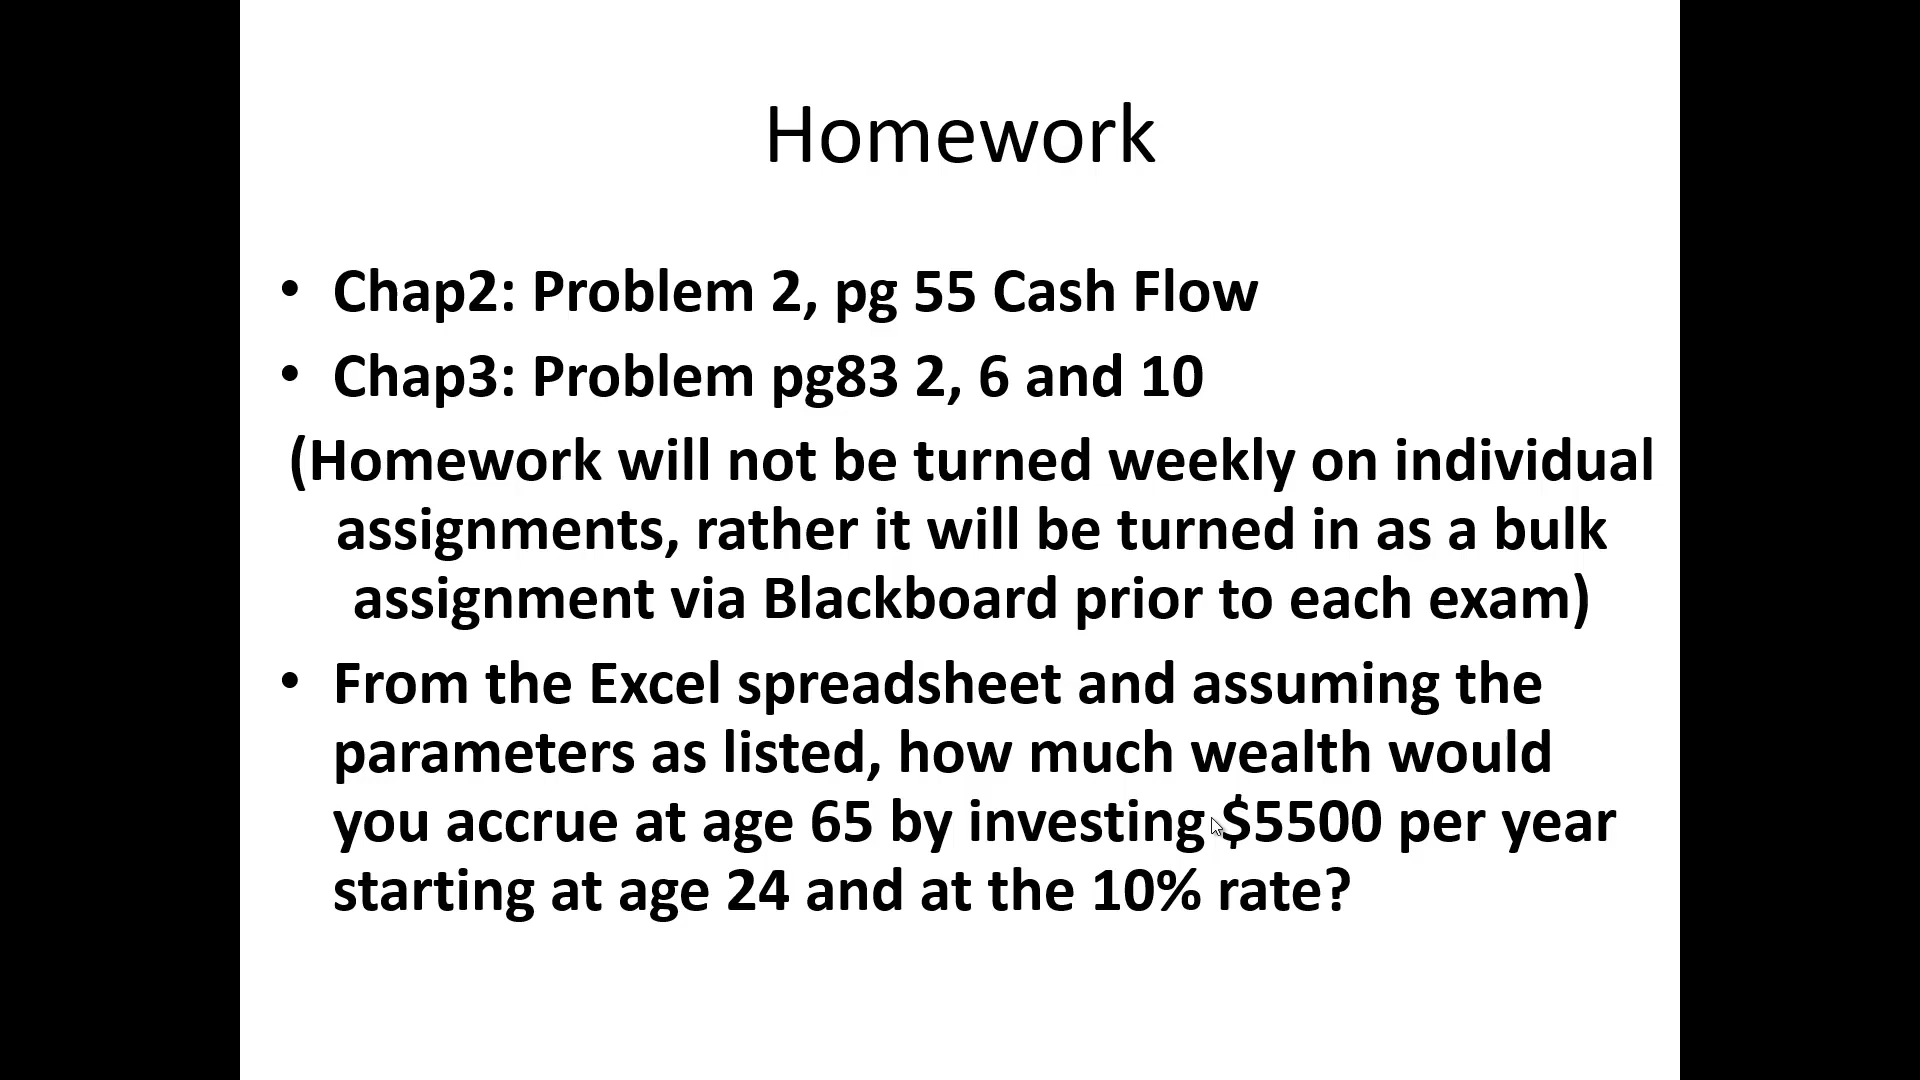 Homework
• Chap2: Problem 2, pg 55 Cash Flow
• Chap3: Problem pg83 2, 6 and 10
(Homework will not be turned weekly on individual
assignments, rather it will be turned in as a bulk
assignment via Blackboard prior to each exam)
• From the Excel spreadsheet and assuming the
parameters as listed, how much wealth would
you accrue at age 65 by investing $5500 per year
starting at age 24 and at the 10% rate?